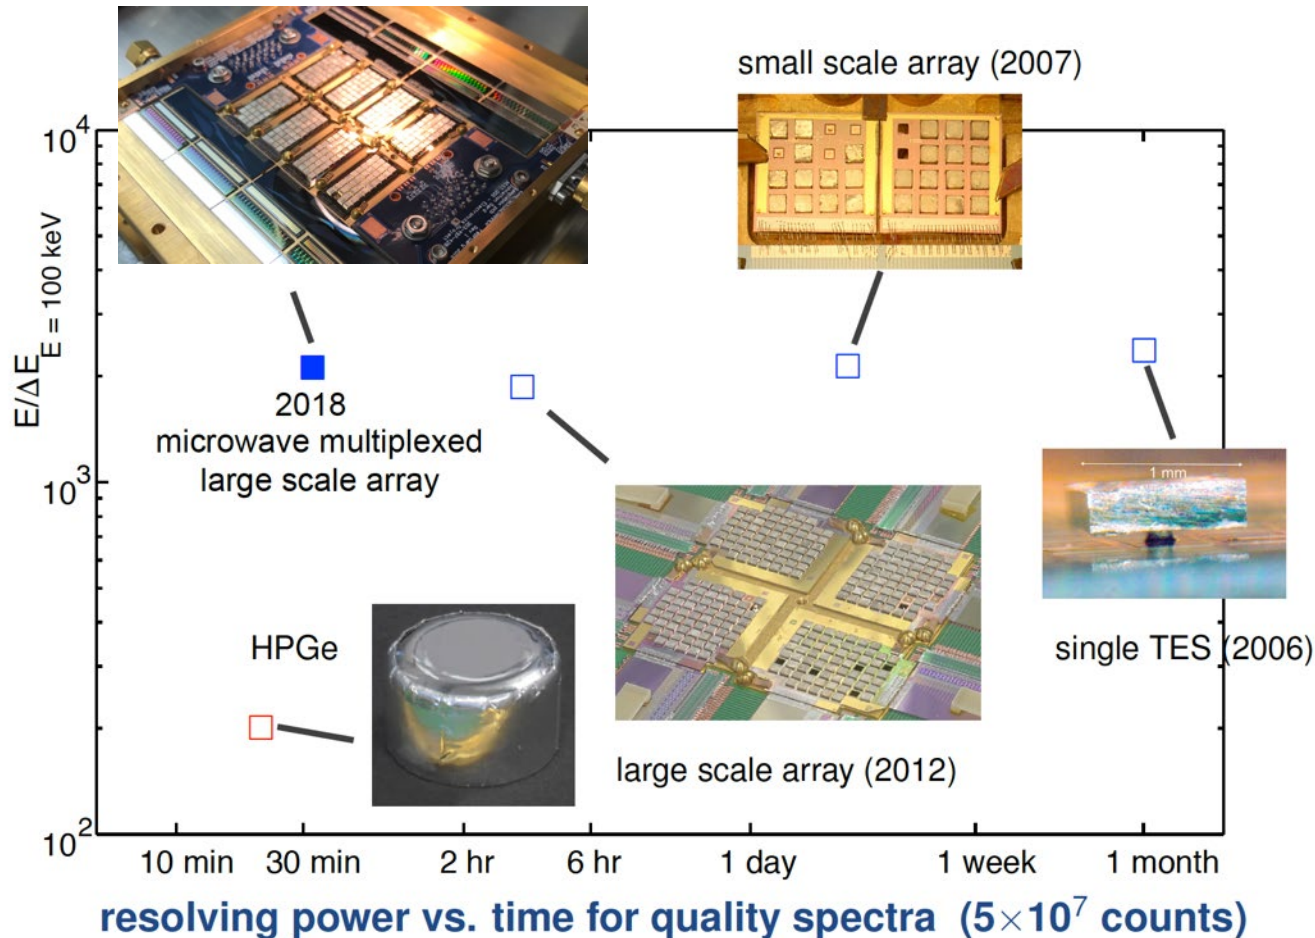 small scale array (2007)
10⁴
E/ΔE E = 100 keV
2018
microwave multiplexed
large scale array
10³
1 mm
HPGe
single TES (2006)
large scale array (2012)
10²
10 min
30 min
2 hr
6 hr
1 day
1 week
1 month
resolving power vs. time for quality spectra (5×10⁷ counts)